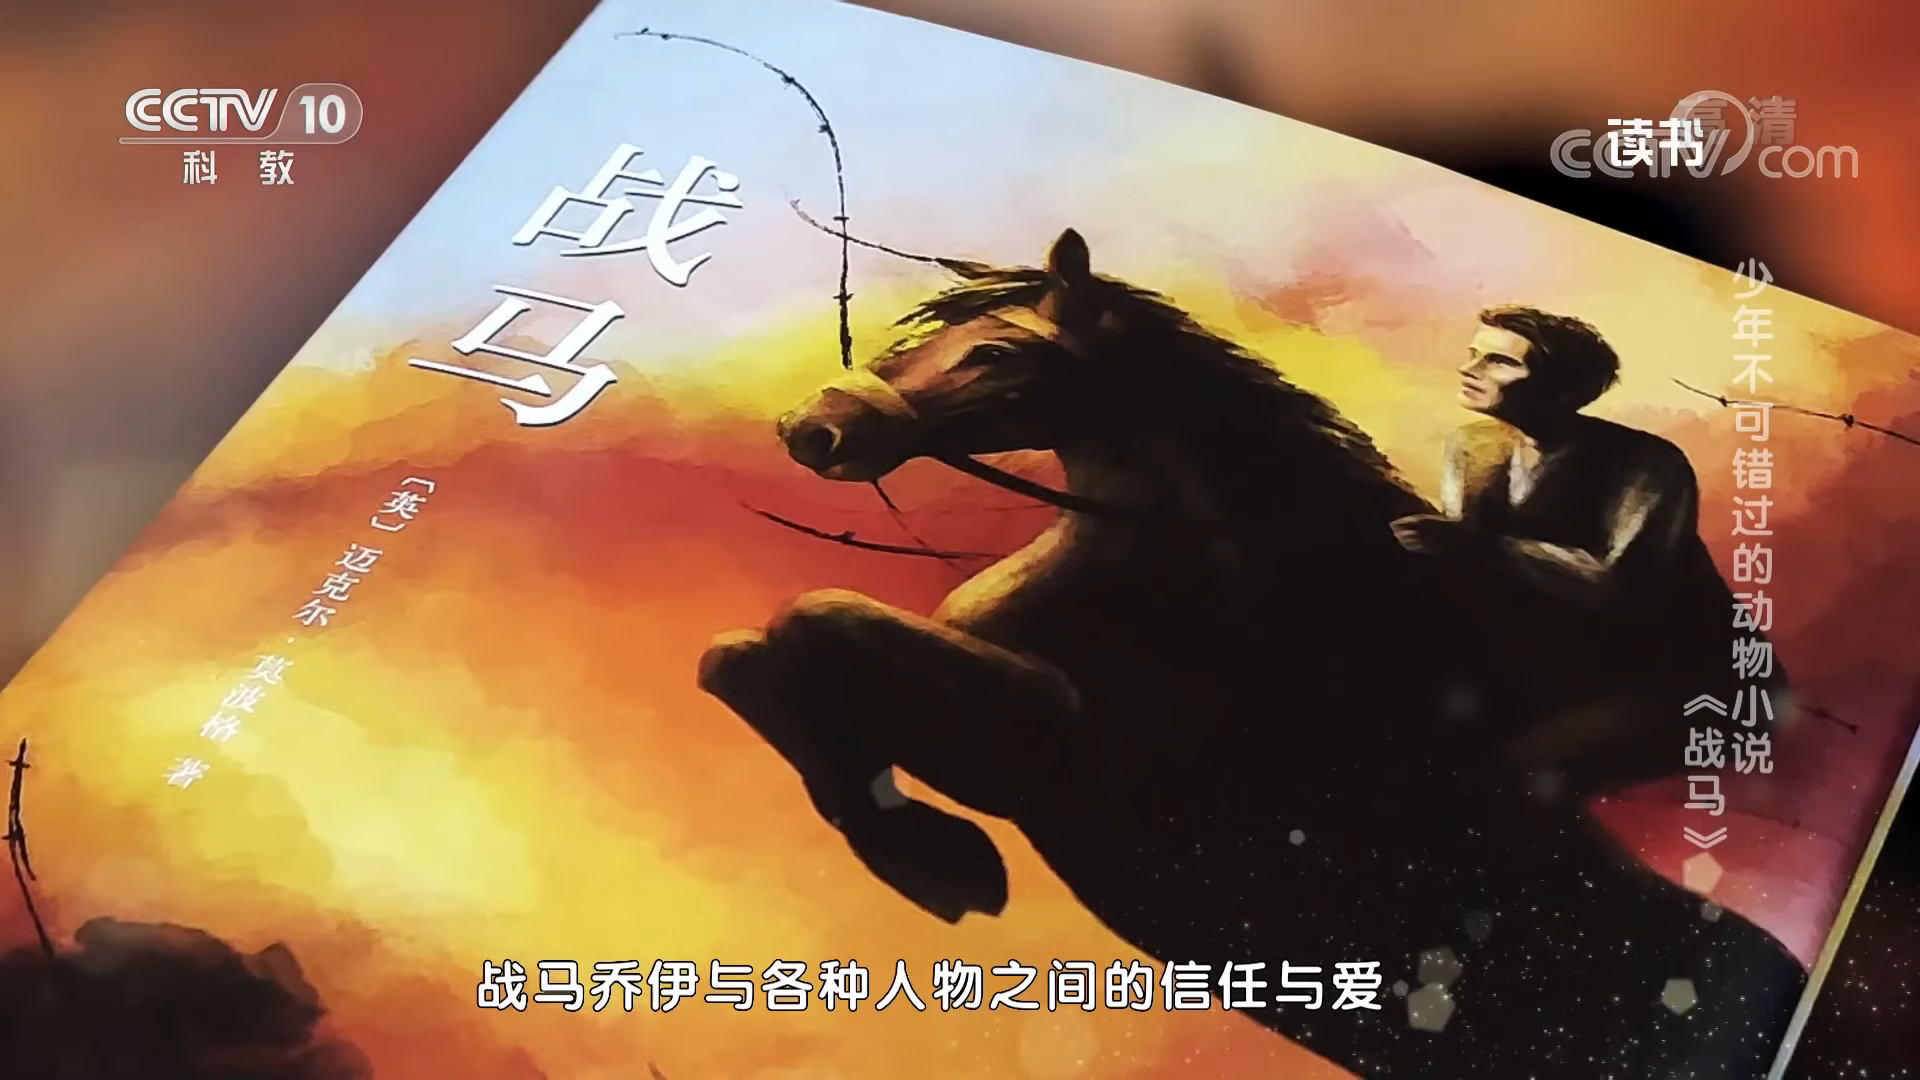 CCTV 10
科 教
高清
CCTV com
读书
战马
[英] 迈克尔·莫波格 著
少年不可错过的动物小说
《战马》
战马乔伊与各种人物之间的信任与爱